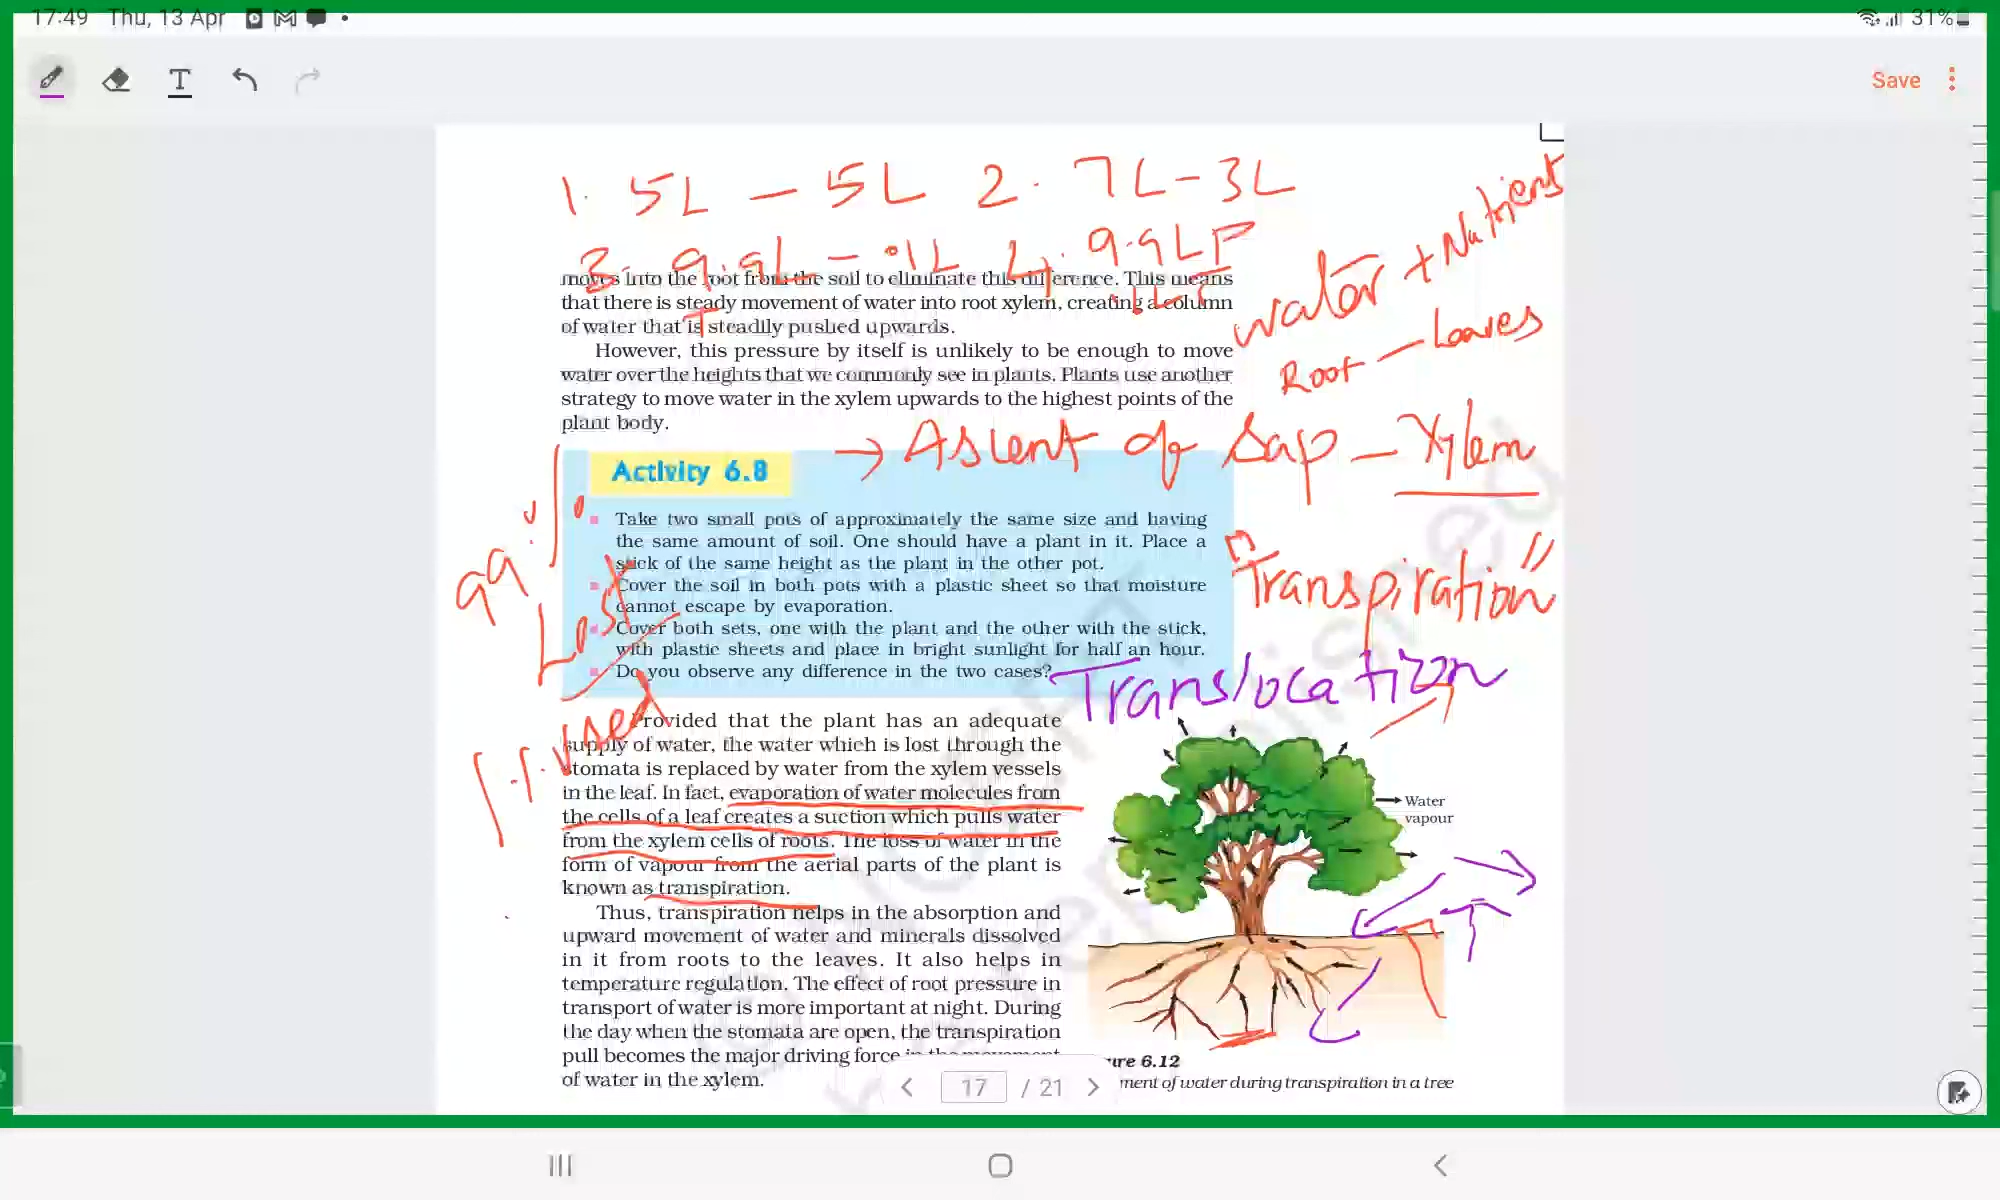 17:49 Thu, 13 Apr
31%
Save
1. 5L - 5L 2. 7L - 3L
3. 9.9L - .1L 4. 9.9L P
.1L T
T
water + Nutrient
Root - Leaves
moves into the root from the soil to eliminate this difference. This means
that there is steady movement of water into root xylem, creating a column
of water that is steadily pushed upwards.
However, this pressure by itself is unlikely to be enough to move
water over the heights that we commonly see in plants. Plants use another
strategy to move water in the xylem upwards to the highest points of the
plant body.
→ Ascent of Sap - Xylem
Activity 6.8
Take two small pots of approximately the same size and having
the same amount of soil. One should have a plant in it. Place a
stick of the same height as the plant in the other pot.
Cover the soil in both pots with a plastic sheet so that moisture
cannot escape by evaporation.
Cover both sets, one with the plant and the other with the stick,
with plastic sheets and place in bright sunlight for half an hour.
Do you observe any difference in the two cases?
99%
Lost
1% used
"Transpiration"
Translocation
Provided that the plant has an adequate
supply of water, the water which is lost through the
stomata is replaced by water from the xylem vessels
in the leaf. In fact, evaporation of water molecules from
the cells of a leaf creates a suction which pulls water
from the xylem cells of roots. The loss of water in the
form of vapour from the aerial parts of the plant is
known as transpiration.
Thus, transpiration helps in the absorption and
upward movement of water and minerals dissolved
in it from roots to the leaves. It also helps in
temperature regulation. The effect of root pressure in
transport of water is more important at night. During
the day when the stomata are open, the transpiration
pull becomes the major driving force in the movement
of water in the xylem.
Water
vapour
ure 6.12
ment of water during transpiration in a tree
17 / 21